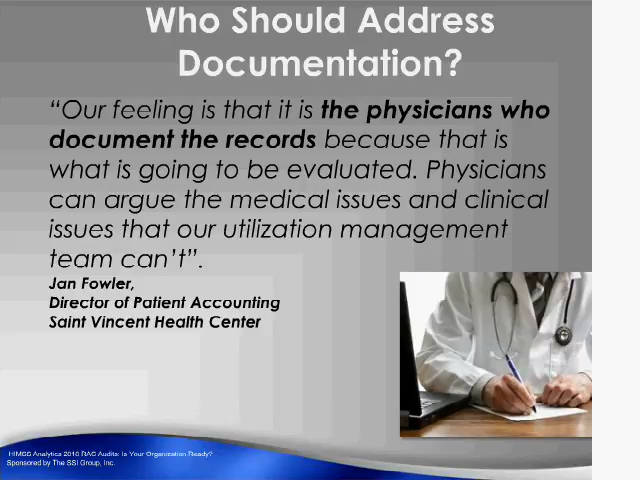 Who Should Address
Documentation?
“Our feeling is that it is the physicians who
document the records because that is
what is going to be evaluated. Physicians
can argue the medical issues and clinical
issues that our utilization management
team can’t”.
Jan Fowler,
Director of Patient Accounting
Saint Vincent Health Center
HIMSS Analytics 2010 RAC Audits: Is Your Organization Ready?
Sponsored by The SSI Group, Inc.